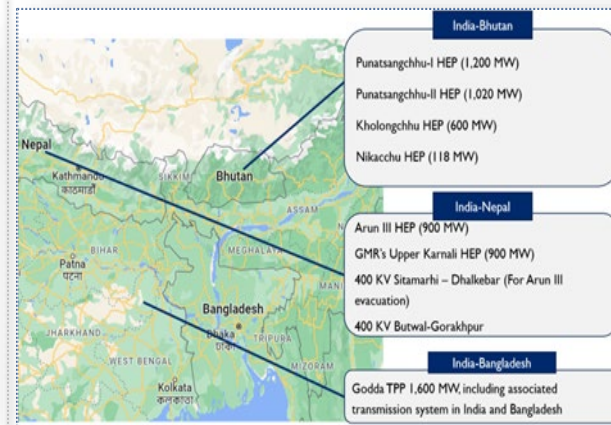 India-Bhutan
Punatsangchhu-I HEP (1,200 MW)
Punatsangchhu-II HEP (1,020 MW)
Kholongchhu HEP (600 MW)
Nikacchu HEP (118 MW)
India-Nepal
Arun III HEP (900 MW)
GMR's Upper Karnali HEP (900 MW)
400 KV Sitamarhi – Dhalkebar (For Arun III
evacuation)
400 KV Butwal-Gorakhpur
India-Bangladesh
Godda TPP 1,600 MW, including associated
transmission system in India and Bangladesh
Nepal
Kathmandu
काठमाडौं
SIKKIM
Bhutan
ASSAM
BIHAR
Patna
पटना
MEGHALAYA
MANI
Bangladesh
Dhaka
ঢাকা
TRIPURA
JHARKHAND
WEST BENGAL
MIZORAM
Kolkata
কলকাতা